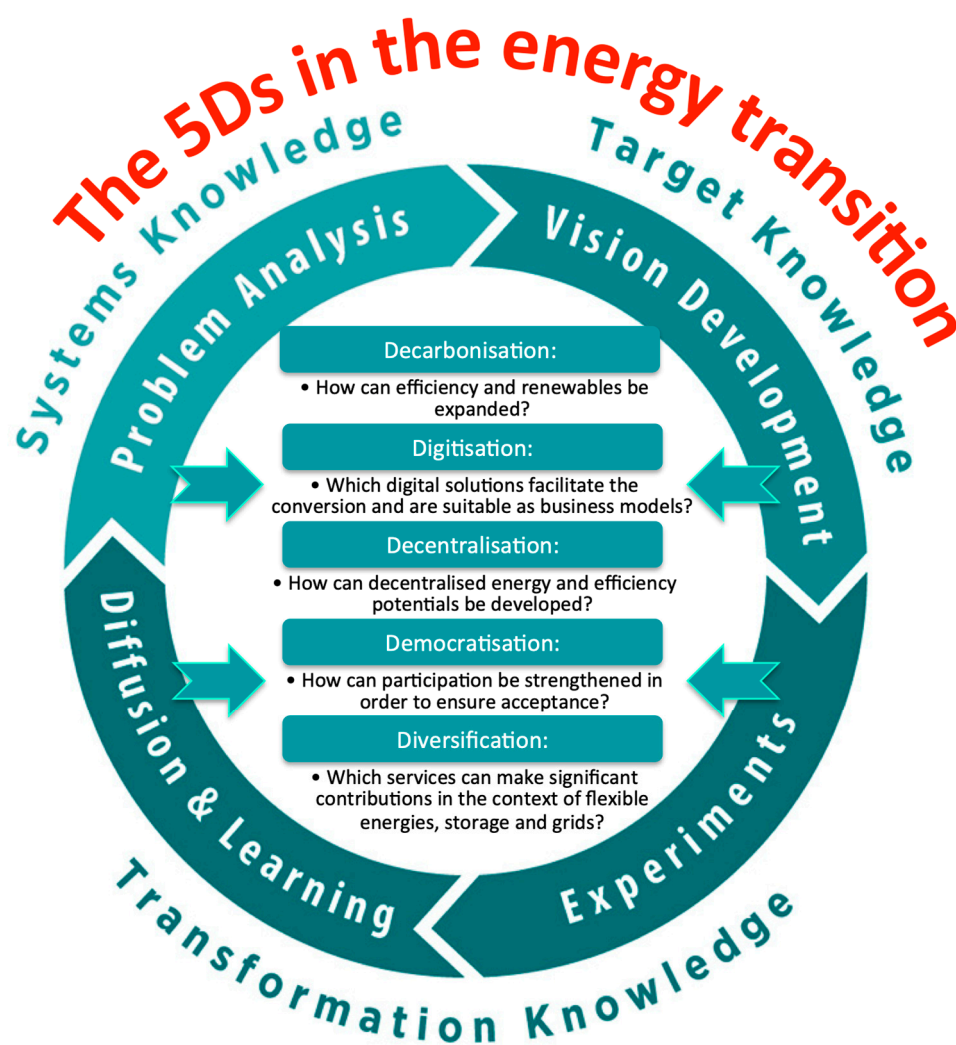 The 5Ds in the energy transition
Systems Knowledge
Target Knowledge
Problem Analysis
Vision Development
Decarbonisation:
• How can efficiency and renewables be
expanded?
Digitisation:
• Which digital solutions facilitate the
conversion and are suitable as business models?
Decentralisation:
• How can decentralised energy and efficiency
potentials be developed?
Democratisation:
• How can participation be strengthened in
order to ensure acceptance?
Diversification:
• Which services can make significant
contributions in the context of flexible
energies, storage and grids?
Diffusion & Learning
Experiments
Transformation Knowledge